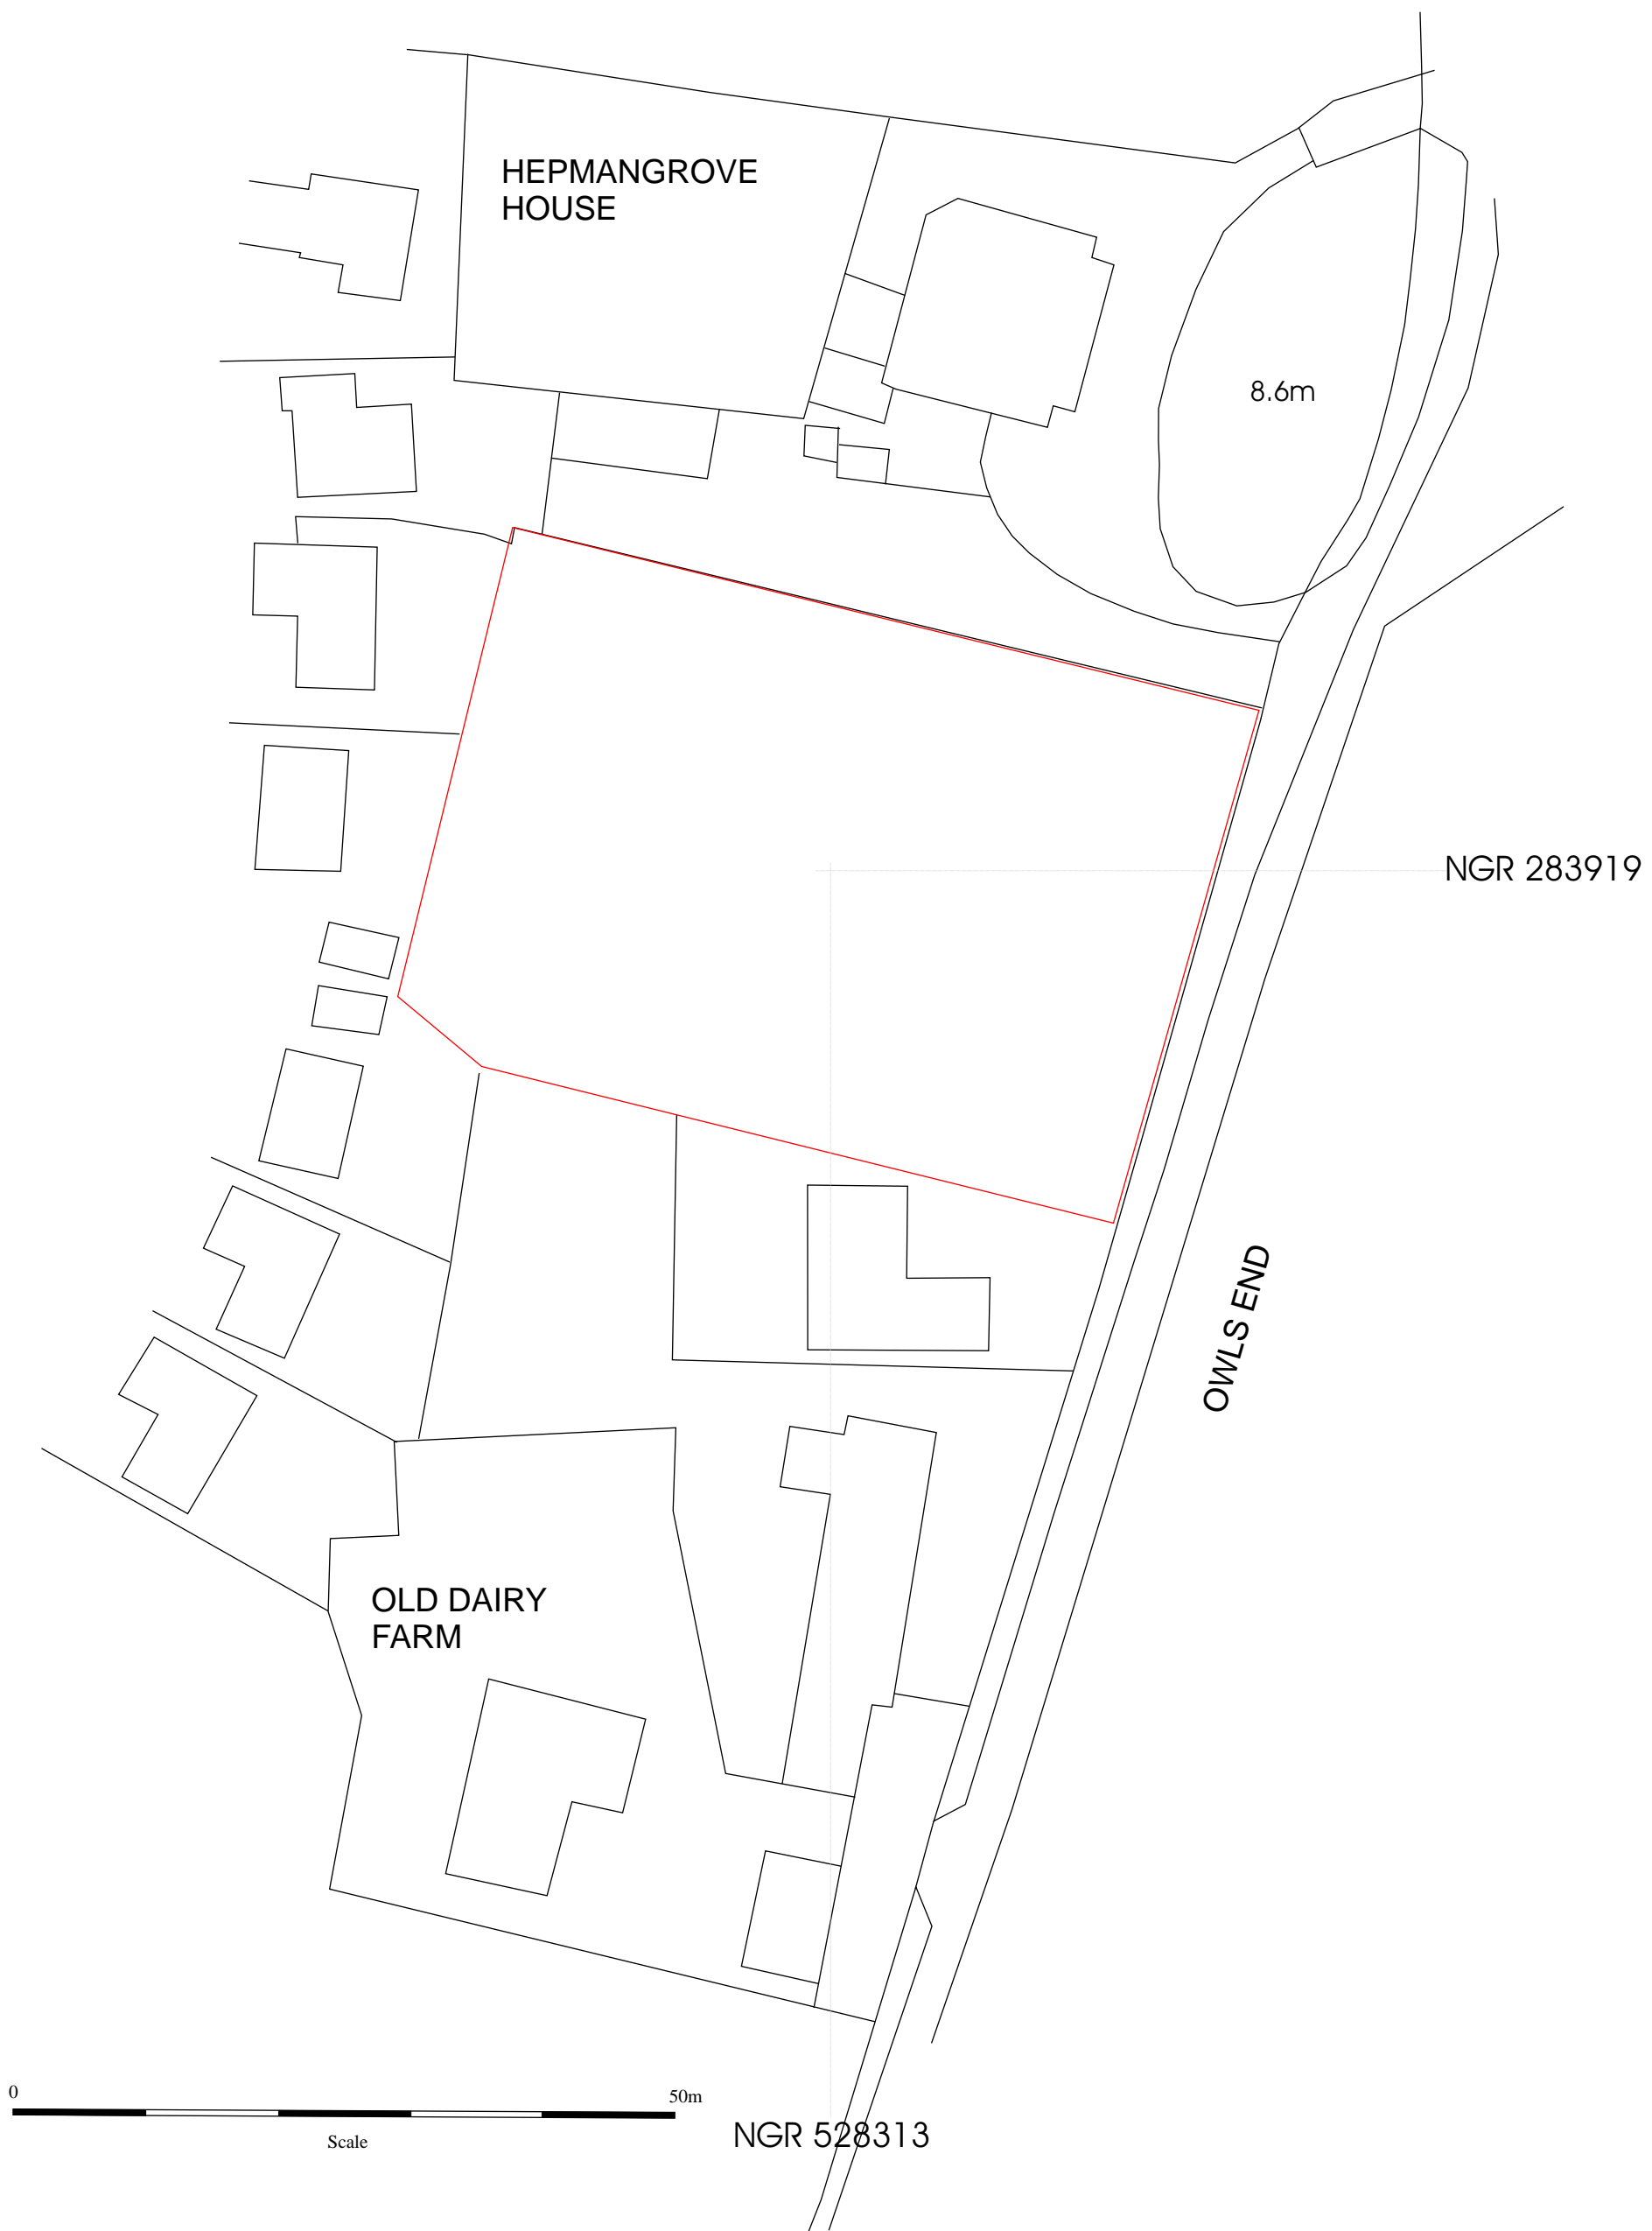 HEPMANGROVE
HOUSE
8.6m
NGR 283919
OWLS END
OLD DAIRY
FARM
0
50m
Scale
NGR 528313